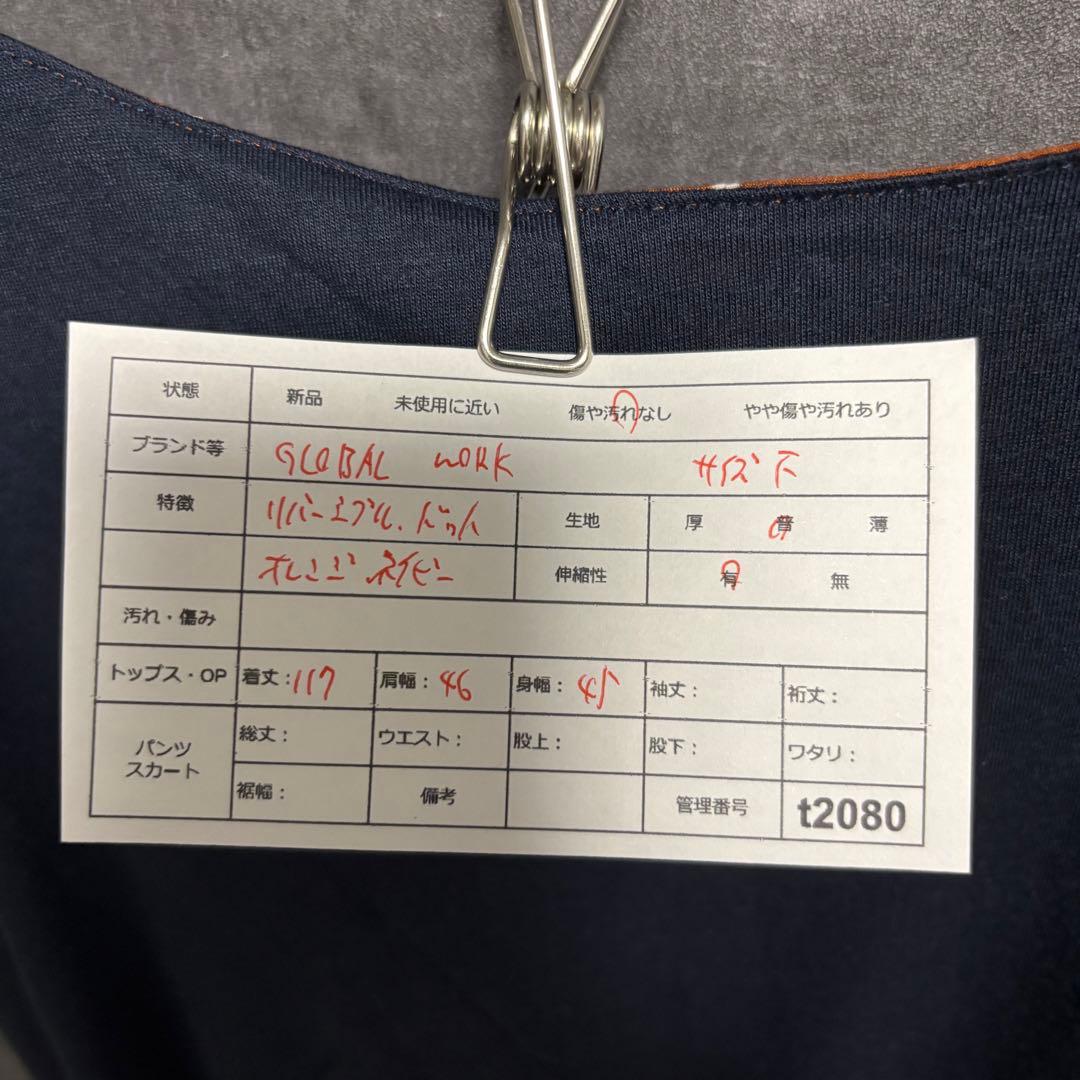 状態 新品 未使用に近い 傷や汚れなし やや傷や汚れあり
ブランド等 GLOBAL WORK サイズ F
特徴 リバーシブル、ドット 生地 厚 普 薄
オレンジ ネイビー 伸縮性 有 無
汚れ・傷み
トップス・OP 着丈：117 肩幅：46 身幅：45 袖丈： 裄丈：
パンツ スカート 総丈： ウエスト： 股上： 股下： ワタリ：
裾幅： 備考 管理番号 t2080